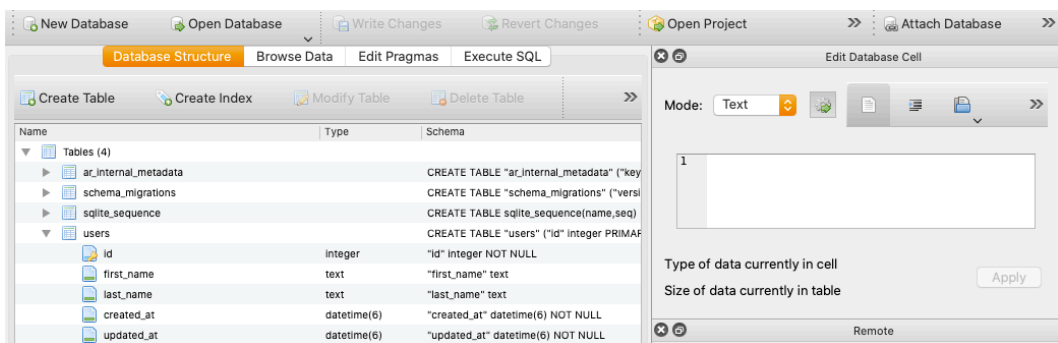 New Database Open Database Write Changes Revert Changes Open Project » Attach Database »
Database Structure Browse Data Edit Pragmas Execute SQL
Create Table Create Index Modify Table Delete Table »
Name Type Schema
Tables (4)
ar_internal_metadata CREATE TABLE "ar_internal_metadata" ("key
schema_migrations CREATE TABLE "schema_migrations" ("versi
sqlite_sequence CREATE TABLE sqlite_sequence(name,seq)
users CREATE TABLE "users" ("id" integer PRIMAR
id integer "id" integer NOT NULL
first_name text "first_name" text
last_name text "last_name" text
created_at datetime(6) "created_at" datetime(6) NOT NULL
updated_at datetime(6) "updated_at" datetime(6) NOT NULL
Edit Database Cell
Mode: Text »
1
Type of data currently in cell
Size of data currently in table
Apply
Remote